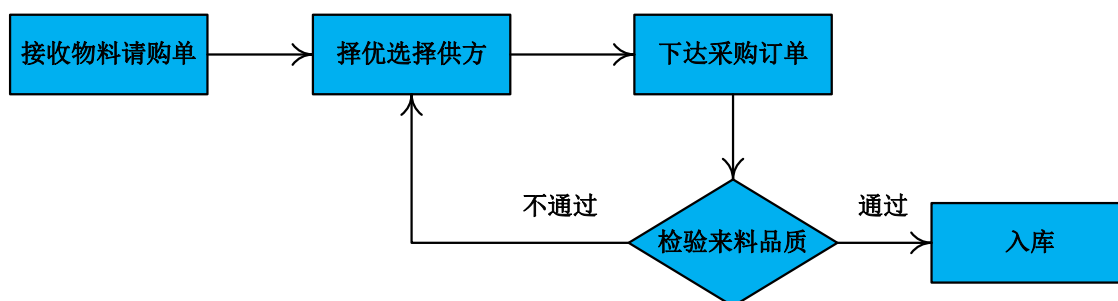 接收物料请购单
择优选择供方
下达采购订单
不通过
通过
检验来料品质
入库